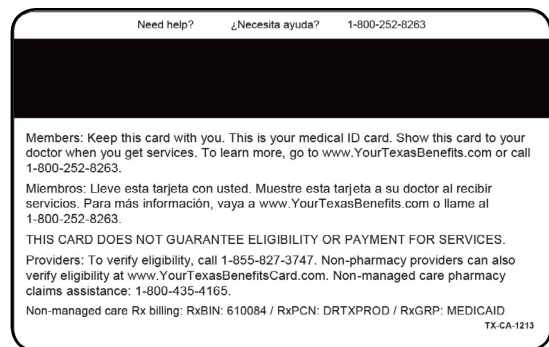 Need help? ¿Necesita ayuda? 1-800-252-8263
Members: Keep this card with you. This is your medical ID card. Show this card to your
doctor when you get services. To learn more, go to www.YourTexasBenefits.com or call
1-800-252-8263.
Miembros: Lleve esta tarjeta con usted. Muestre esta tarjeta a su doctor al recibir
servicios. Para más información, vaya a www.YourTexasBenefits.com o llame al
1-800-252-8263.
THIS CARD DOES NOT GUARANTEE ELIGIBILITY OR PAYMENT FOR SERVICES.
Providers: To verify eligibility, call 1-855-827-3747. Non-pharmacy providers can also
verify eligibility at www.YourTexasBenefitsCard.com. Non-managed care pharmacy
claims assistance: 1-800-435-4165.
Non-managed care Rx billing: RxBIN: 610084 / RxPCN: DRTXPROD / RxGRP: MEDICAID
TX-CA-1213